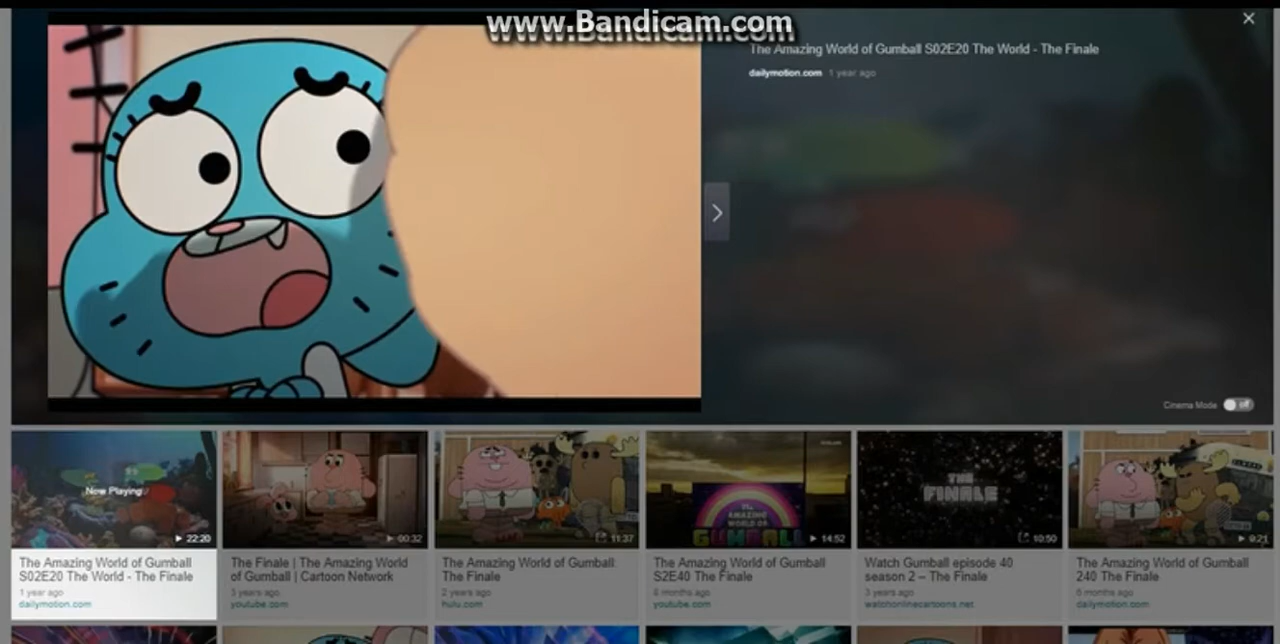 www.Bandicam.com
The Amazing World of Gumball S02E20 The World - The Finale
dailymotion.com 1 year ago
Cinema Mode Off
Now Playing
22:20
00:32
11:37
THE
AMAZING
WORLD OF
GUMBALL
14:52
THE
FINALE
10:50
9:21
The Amazing World of Gumball
S02E20 The World - The Finale
1 year ago
dailymotion.com
The Finale | The Amazing World
of Gumball | Cartoon Network
3 years ago
youtube.com
The Amazing World of Gumball:
The Finale
2 years ago
hulu.com
The Amazing World of Gumball
S2E40 The Finale
6 months ago
youtube.com
Watch Gumball episode 40
season 2 – The Finale
3 years ago
watchonlinecartoons.net
The Amazing World of Gumball
240 The Finale
6 months ago
dailymotion.com